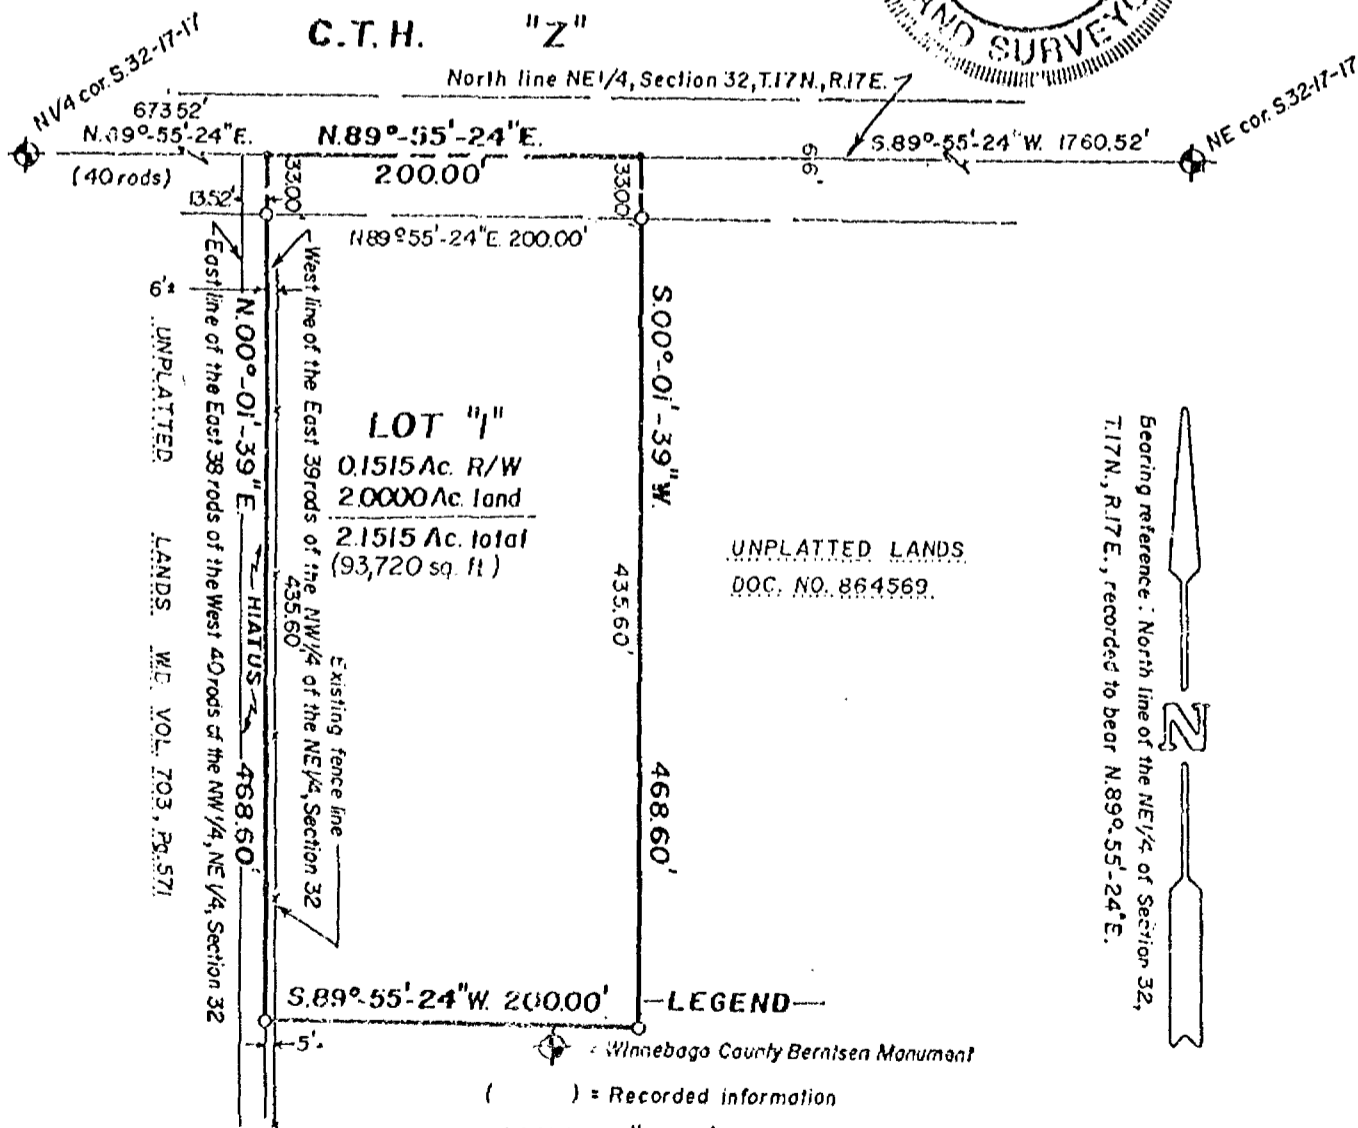 C.T.H. "Z"
AND SURVEY
North line NE1/4, Section 32, T.17N., R.17E.
N1/4 cor. S.32-17-17
NE cor. S.32-17-17
673.52'
N.89°-55'-24"E.
(40 rods)
N.89°-55'-24"E.
200.00'
S.89°-55'-24"W. 1760.52'
66'
13.52'
33.00'
33.00'
N89°55'-24"E. 200.00'
6'±
UNPLATTED LANDS W.D. VOL. 703, Pg. 571
East line of the East 38 rods of the West 40 rods of the NW1/4, NE1/4, Section 32
N.00°-01'-39"E. HIATUS 468.60'
435.60'
West line of the East 39 rods of the NW1/4 of the NE1/4, Section 32
Existing fence line
LOT "1"
0.1515 Ac. R/W
2.0000 Ac. land
2.1515 Ac. total
(93,720 sq. ft)
435.60'
S.00°-01'-39"W. 468.60'
UNPLATTED LANDS
DOC. NO. 864569.
Bearing reference: North line of the NE1/4 of Section 32,
T.17N., R.17E., recorded to bear N.89°-55'-24"E.
N
S.89°-55'-24"W. 200.00'
5'±
—LEGEND—
: Winnebago County Berntsen Monument
( ) = Recorded information